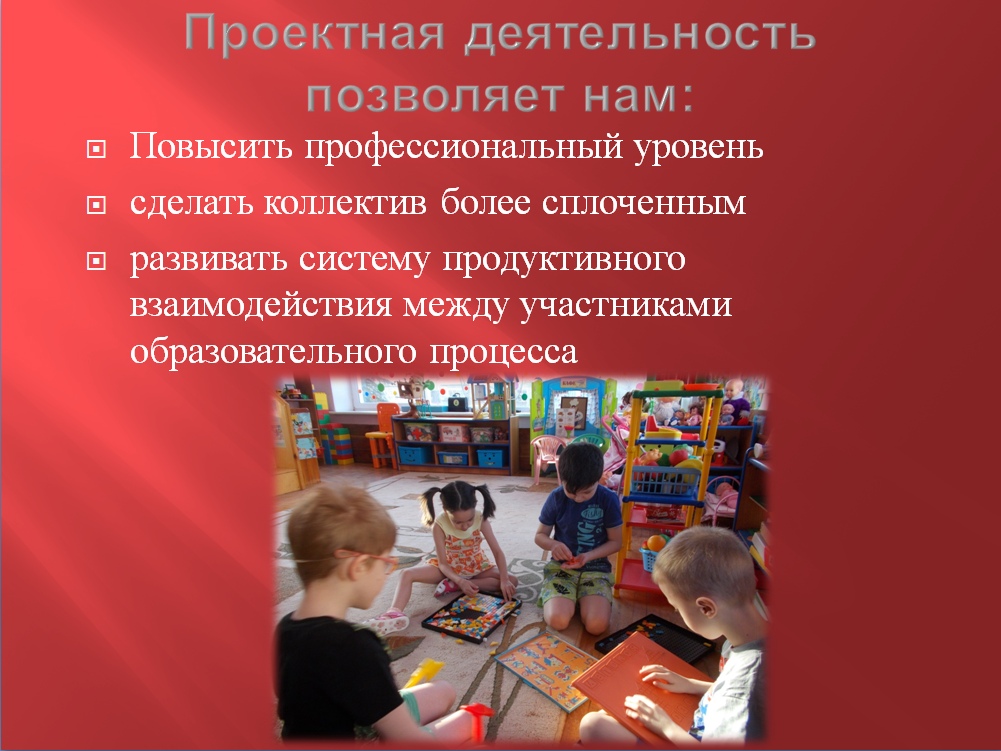 Проектная деятельность
позволяет нам:
Повысить профессиональный уровень
сделать коллектив более сплоченным
развивать систему продуктивного
взаимодействия между участниками
образовательного процесса